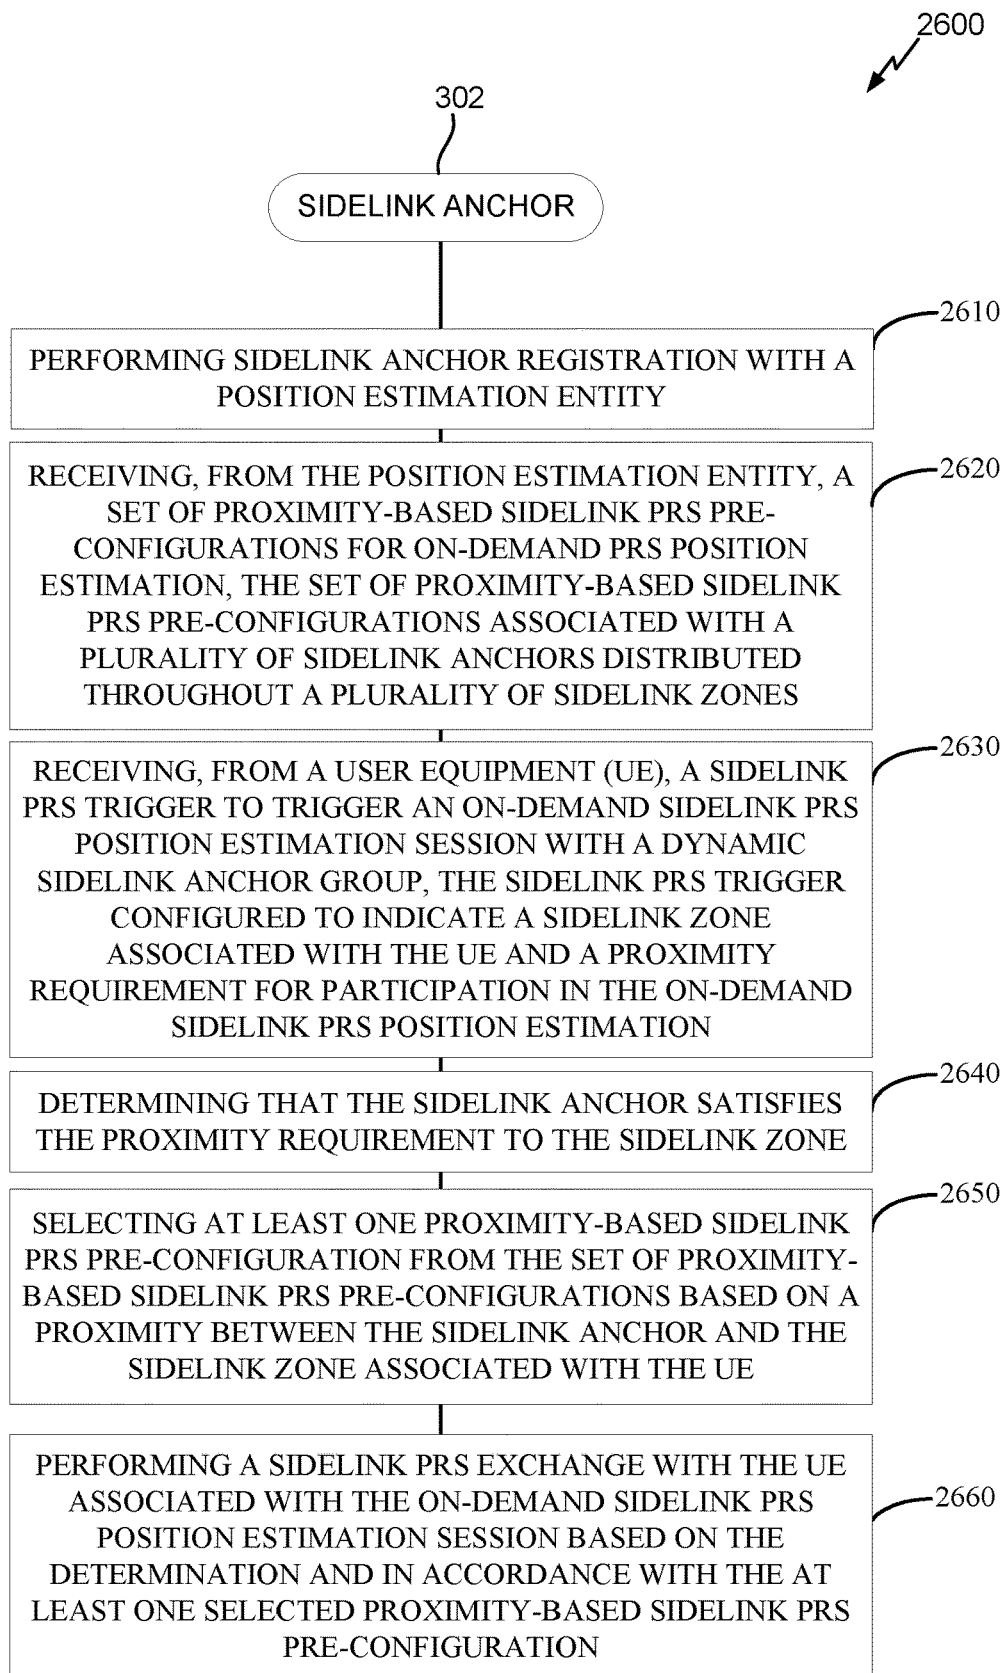 2600
302
SIDELINK ANCHOR
2610
PERFORMING SIDELINK ANCHOR REGISTRATION WITH A
POSITION ESTIMATION ENTITY
2620
RECEIVING, FROM THE POSITION ESTIMATION ENTITY, A
SET OF PROXIMITY-BASED SIDELINK PRS PRE-
CONFIGURATIONS FOR ON-DEMAND PRS POSITION
ESTIMATION, THE SET OF PROXIMITY-BASED SIDELINK
PRS PRE-CONFIGURATIONS ASSOCIATED WITH A
PLURALITY OF SIDELINK ANCHORS DISTRIBUTED
THROUGHOUT A PLURALITY OF SIDELINK ZONES
2630
RECEIVING, FROM A USER EQUIPMENT (UE), A SIDELINK
PRS TRIGGER TO TRIGGER AN ON-DEMAND SIDELINK PRS
POSITION ESTIMATION SESSION WITH A DYNAMIC
SIDELINK ANCHOR GROUP, THE SIDELINK PRS TRIGGER
CONFIGURED TO INDICATE A SIDELINK ZONE
ASSOCIATED WITH THE UE AND A PROXIMITY
REQUIREMENT FOR PARTICIPATION IN THE ON-DEMAND
SIDELINK PRS POSITION ESTIMATION
2640
DETERMINING THAT THE SIDELINK ANCHOR SATISFIES
THE PROXIMITY REQUIREMENT TO THE SIDELINK ZONE
2650
SELECTING AT LEAST ONE PROXIMITY-BASED SIDELINK
PRS PRE-CONFIGURATION FROM THE SET OF PROXIMITY-
BASED SIDELINK PRS PRE-CONFIGURATIONS BASED ON A
PROXIMITY BETWEEN THE SIDELINK ANCHOR AND THE
SIDELINK ZONE ASSOCIATED WITH THE UE
2660
PERFORMING A SIDELINK PRS EXCHANGE WITH THE UE
ASSOCIATED WITH THE ON-DEMAND SIDELINK PRS
POSITION ESTIMATION SESSION BASED ON THE
DETERMINATION AND IN ACCORDANCE WITH THE AT
LEAST ONE SELECTED PROXIMITY-BASED SIDELINK PRS
PRE-CONFIGURATION